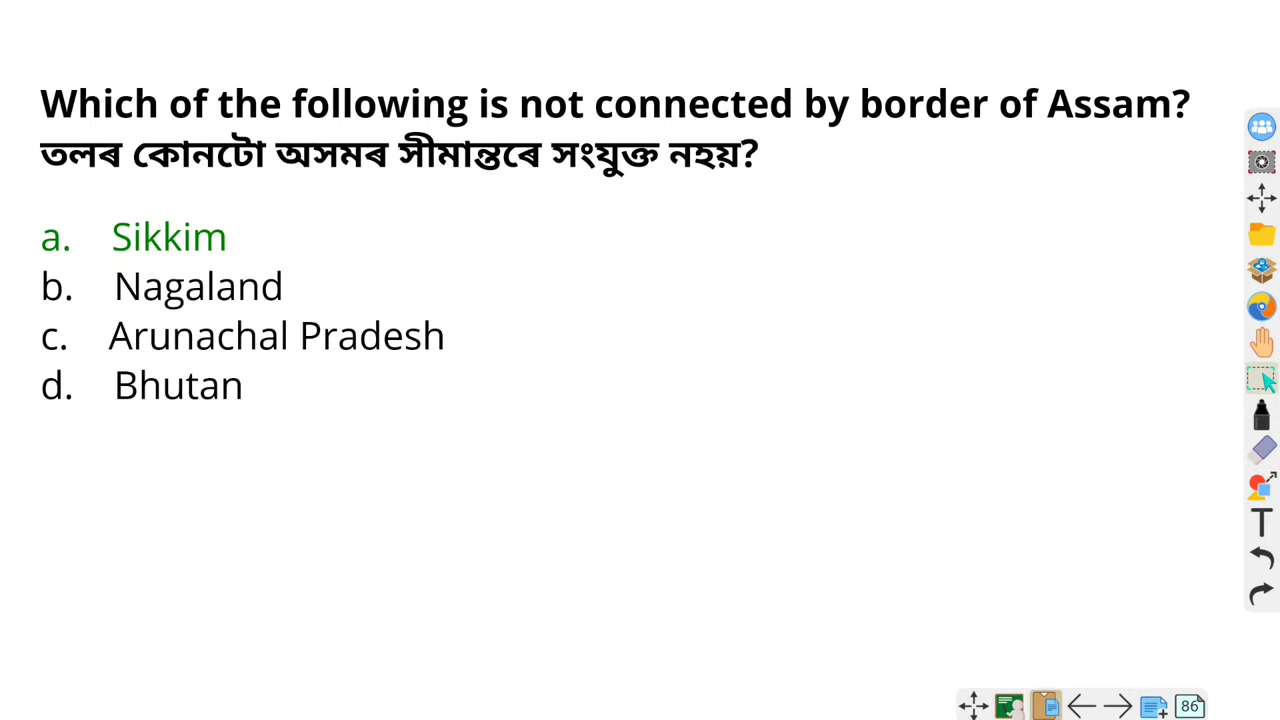 Which of the following is not connected by border of Assam?
তলৰ কোনটো অসমৰ সীমান্তৰে সংযুক্ত নহয়?
a. Sikkim
b. Nagaland
c. Arunachal Pradesh
d. Bhutan
T
86